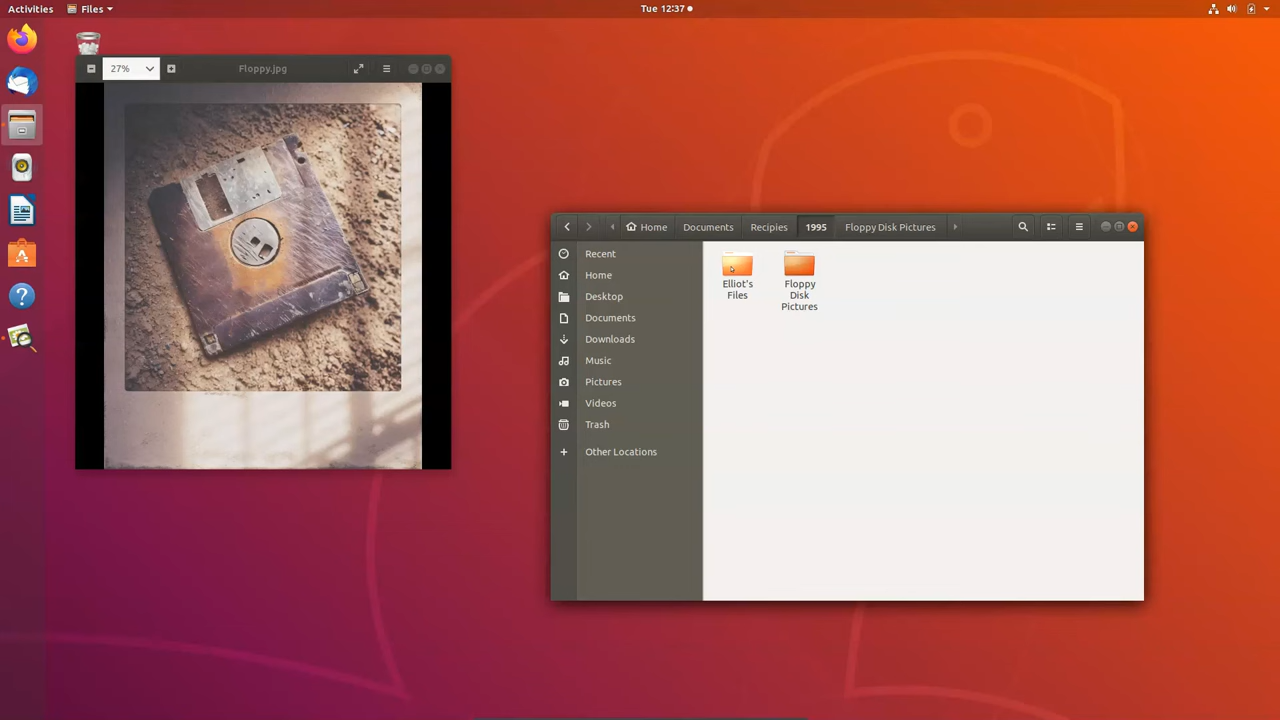 Activities Files Tue 12:37
27% Floppy.jpg
Home Documents Recipies 1995 Floppy Disk Pictures
Recent
Home
Desktop
Documents
Downloads
Music
Pictures
Videos
Trash
Other Locations
Elliot's
Files
Floppy
Disk
Pictures